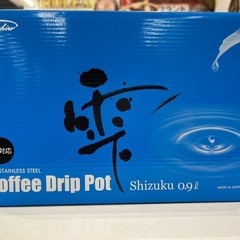 雫
対応
STAINLESS STEEL
offee Drip Pot
Shizuku 0.9ℓ
MADE IN JAPAN